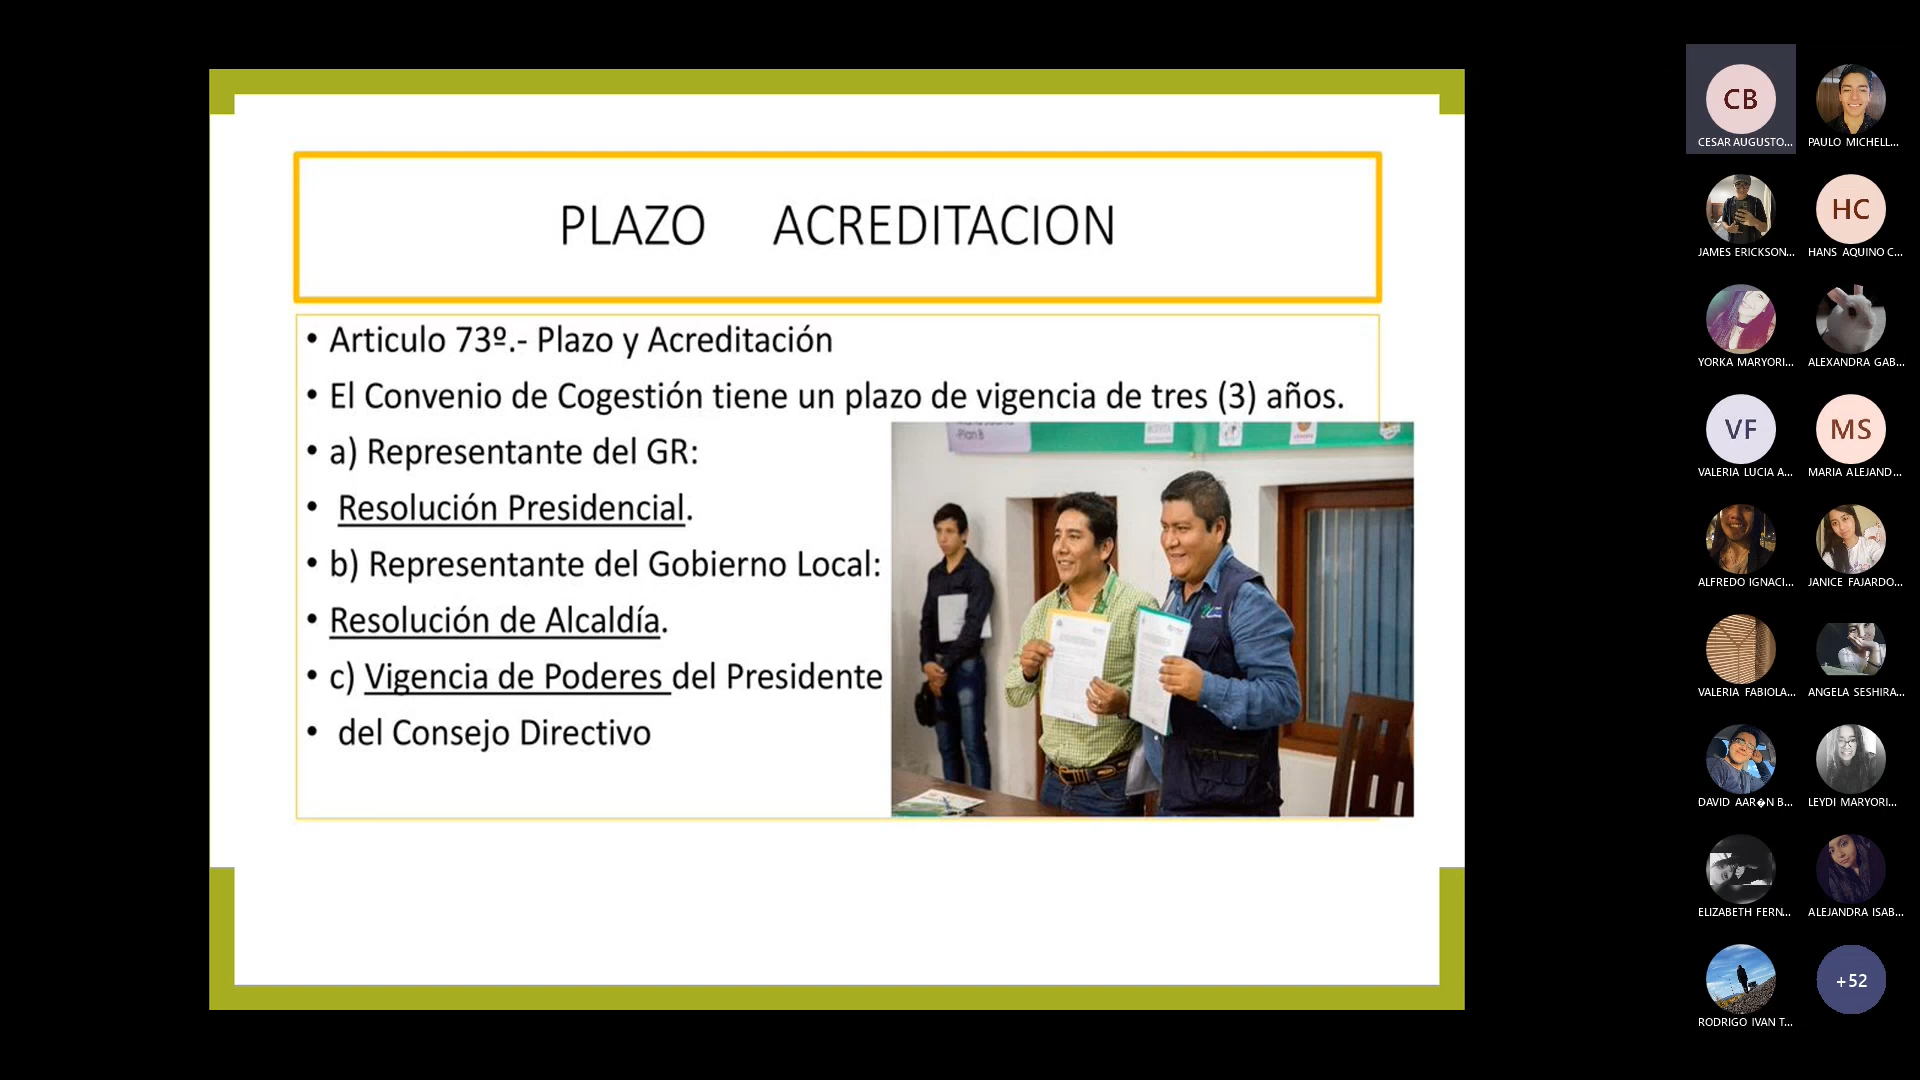 PLAZO ACREDITACION
• Articulo 73º.- Plazo y Acreditación
• El Convenio de Cogestión tiene un plazo de vigencia de tres (3) años.
• a) Representante del GR:
• Resolución Presidencial.
• b) Representante del Gobierno Local:
• Resolución de Alcaldía.
• c) Vigencia de Poderes del Presidente
• del Consejo Directivo
-Plan B
CB
CESAR AUGUSTO...
PAULO MICHELL...
JAMES ERICKSON...
HC
HANS AQUINO C...
YORKA MARYORI...
ALEXANDRA GAB...
VF
VALERIA LUCIA A...
MS
MARIA ALEJAND...
ALFREDO IGNACI...
JANICE FAJARDO...
VALERIA FABIOLA...
ANGELA SESHIRA...
DAVID AAR�N B...
LEYDI MARYORI...
ELIZABETH FERN...
ALEJANDRA ISAB...
RODRIGO IVAN T...
+52